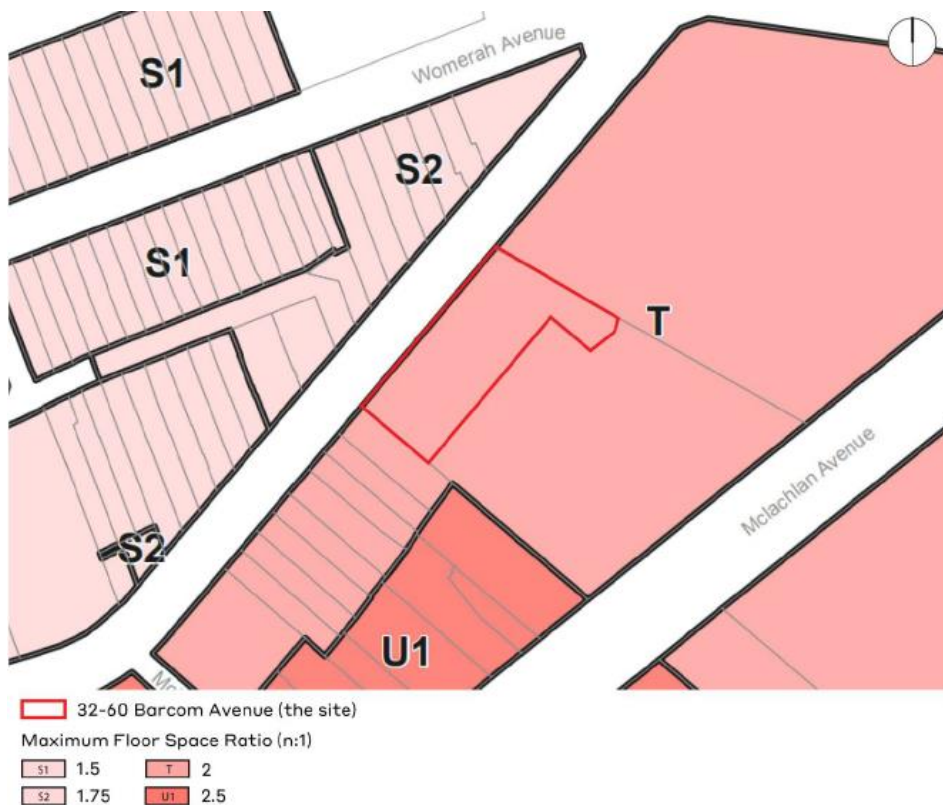 S1
Womerah Avenue
S2
S1
T
Mclachlan Avenue
S2
U1
32-60 Barcom Avenue (the site)
Maximum Floor Space Ratio (n:1)
S1 1.5 T 2
S2 1.75 U1 2.5